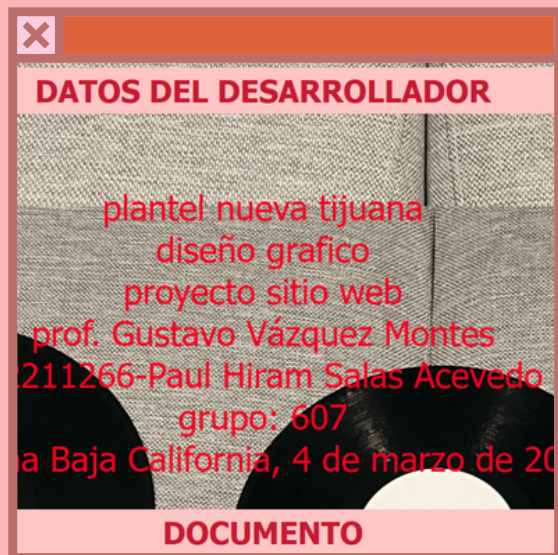 DATOS DEL DESARROLLADOR
plantel nueva tijuana
diseño grafico
proyecto sitio web
prof. Gustavo Vázquez Montes
211266-Paul Hiram Salas Acevedo
grupo: 607
a Baja California, 4 de marzo de 20
DOCUMENTO